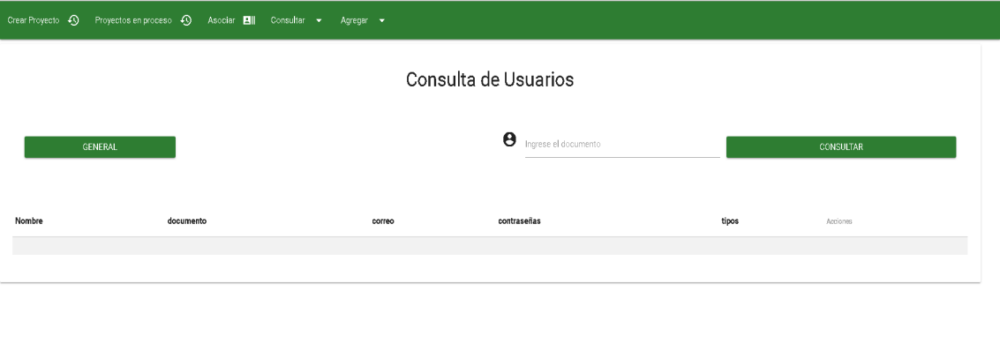 Crear Proyecto Proyectos en proceso Asociar Consultar Agregar
Consulta de Usuarios
GENERAL Ingrese el documento CONSULTAR
Nombre documento correo contraseñas tipos Acciones